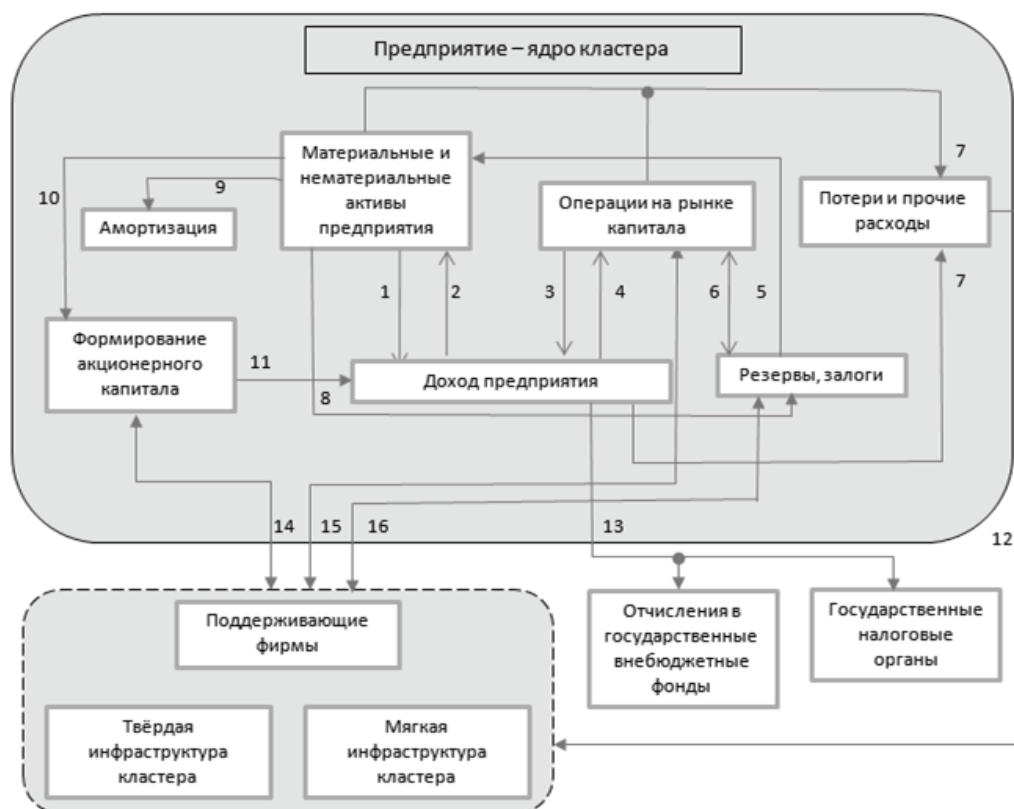 Предприятие – ядро кластера
Материальные и
нематериальные
активы
предприятия
Операции на рынке
капитала
Потери и прочие
расходы
7
10
9
Амортизация
1
2
3
4
6
5
7
Формирование
акционерного
капитала
11
Доход предприятия
Резервы, залоги
8
14
15
16
13
12
Поддерживающие
фирмы
Отчисления в
государственные
внебюджетные
фонды
Государственные
налоговые
органы
Твёрдая
инфраструктура
кластера
Мягкая
инфраструктура
кластера